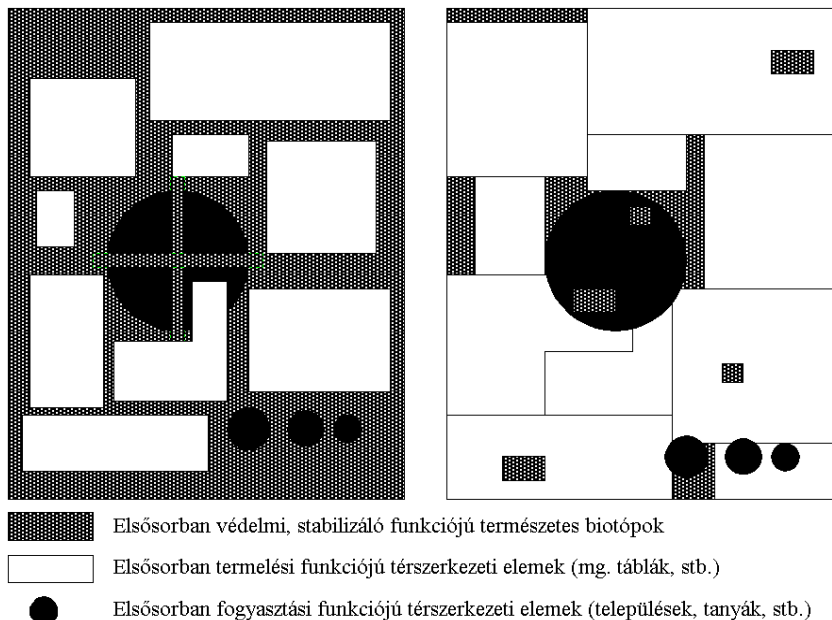 Elsősorban védelmi, stabilizáló funkciójú természetes biotópok
Elsősorban termelési funkciójú térszerkezeti elemek (mg. táblák, stb.)
Elsősorban fogyasztási funkciójú térszerkezeti elemek (települések, tanyák, stb.)